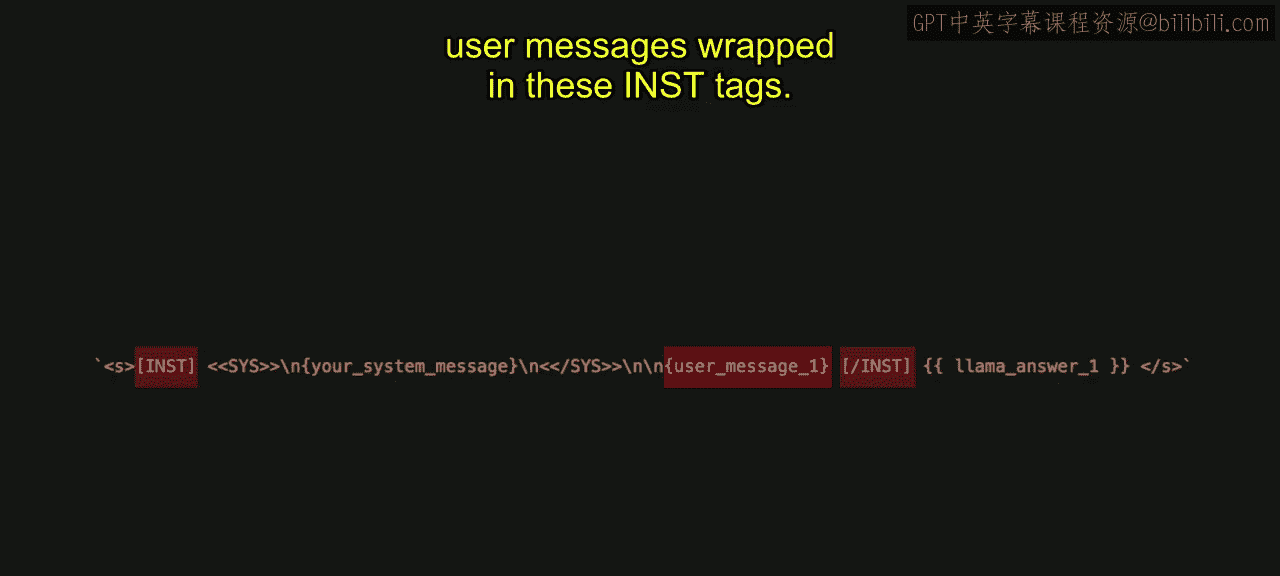 GPT中英字幕课程资源@bilibili.com
user messages wrapped
in these INST tags.
`<s>[INST] <<SYS>>\n{your_system_message}\n<</SYS>>\n\n{user_message_1} [/INST] {{ llama_answer_1 }} </s>`